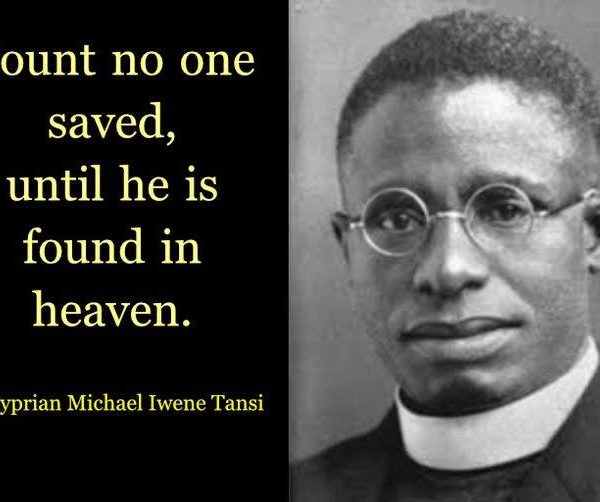 ount no one
saved,
until he is
found in
heaven.
yprian Michael Iwene Tansi